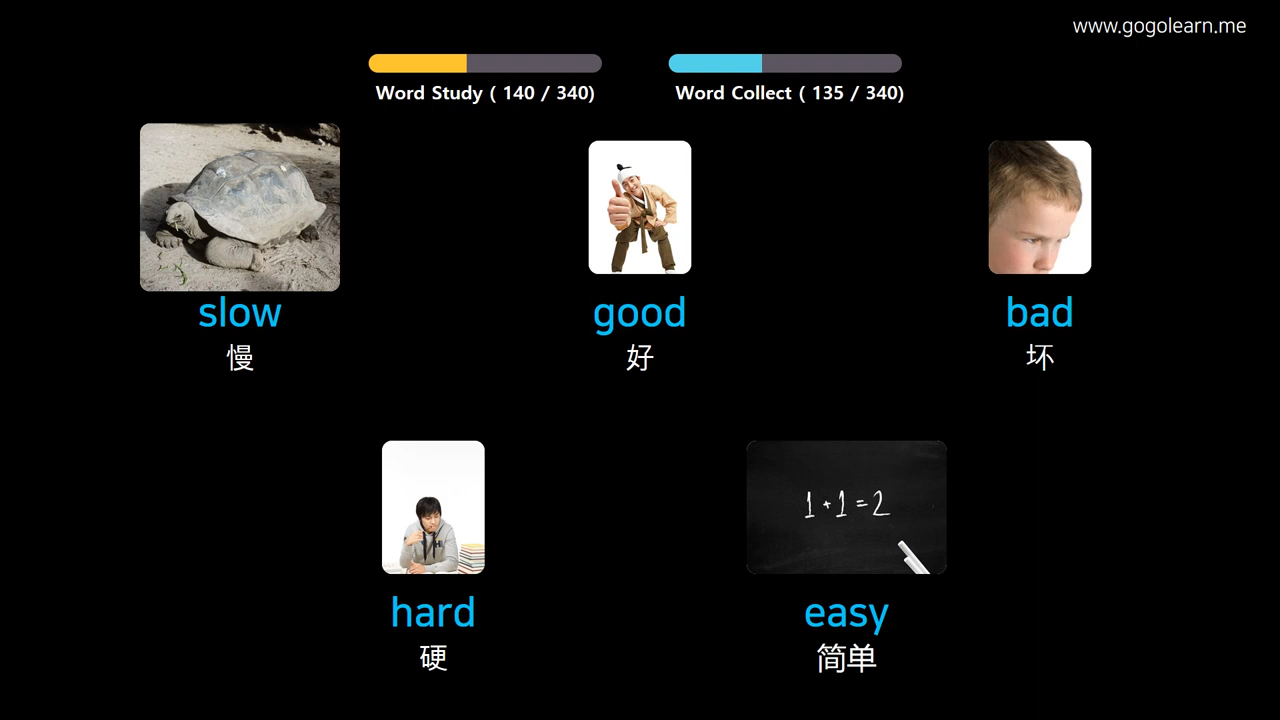 www.gogolearn.me
Word Study ( 140 / 340)
Word Collect ( 135 / 340)
slow
慢
good
好
bad
坏
1+1=2
hard
硬
easy
简单